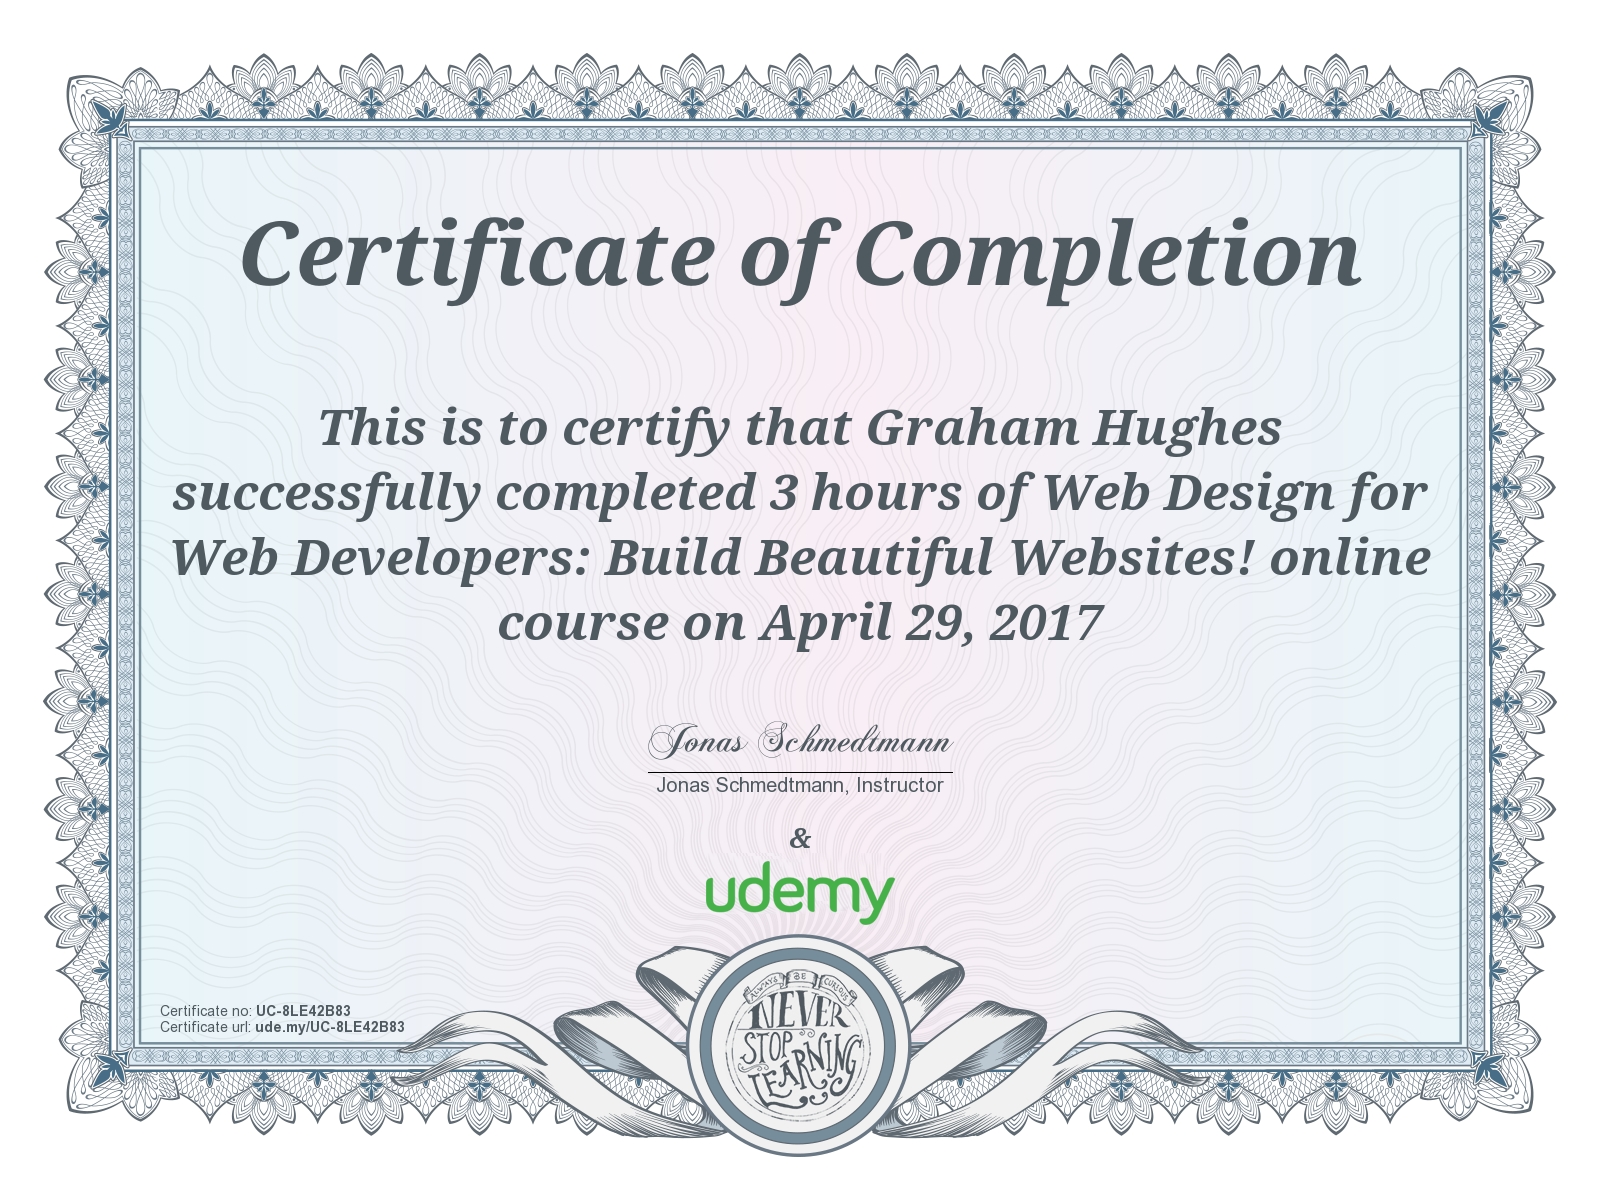 Certificate of Completion
This is to certify that Graham Hughes
successfully completed 3 hours of Web Design for
Web Developers: Build Beautiful Websites! online
course on April 29, 2017
Jonas Schmedtmann
Jonas Schmedtmann, Instructor
&
udemy
Certificate no: UC-8LE42B83
Certificate url: ude.my/UC-8LE42B83
ALWAYS BE CURIOUS
NEVER
STOP
LEARNING